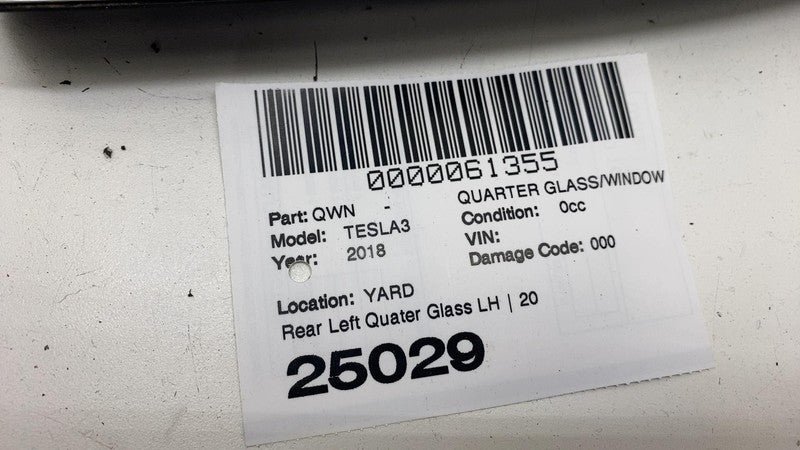 0000061355
Part: QWN - QUARTER GLASS/WINDOW
Model: TESLA3 Condition: 0cc
Year: 2018 VIN:
Damage Code: 000
Location: YARD
Rear Left Quater Glass LH | 20
25029